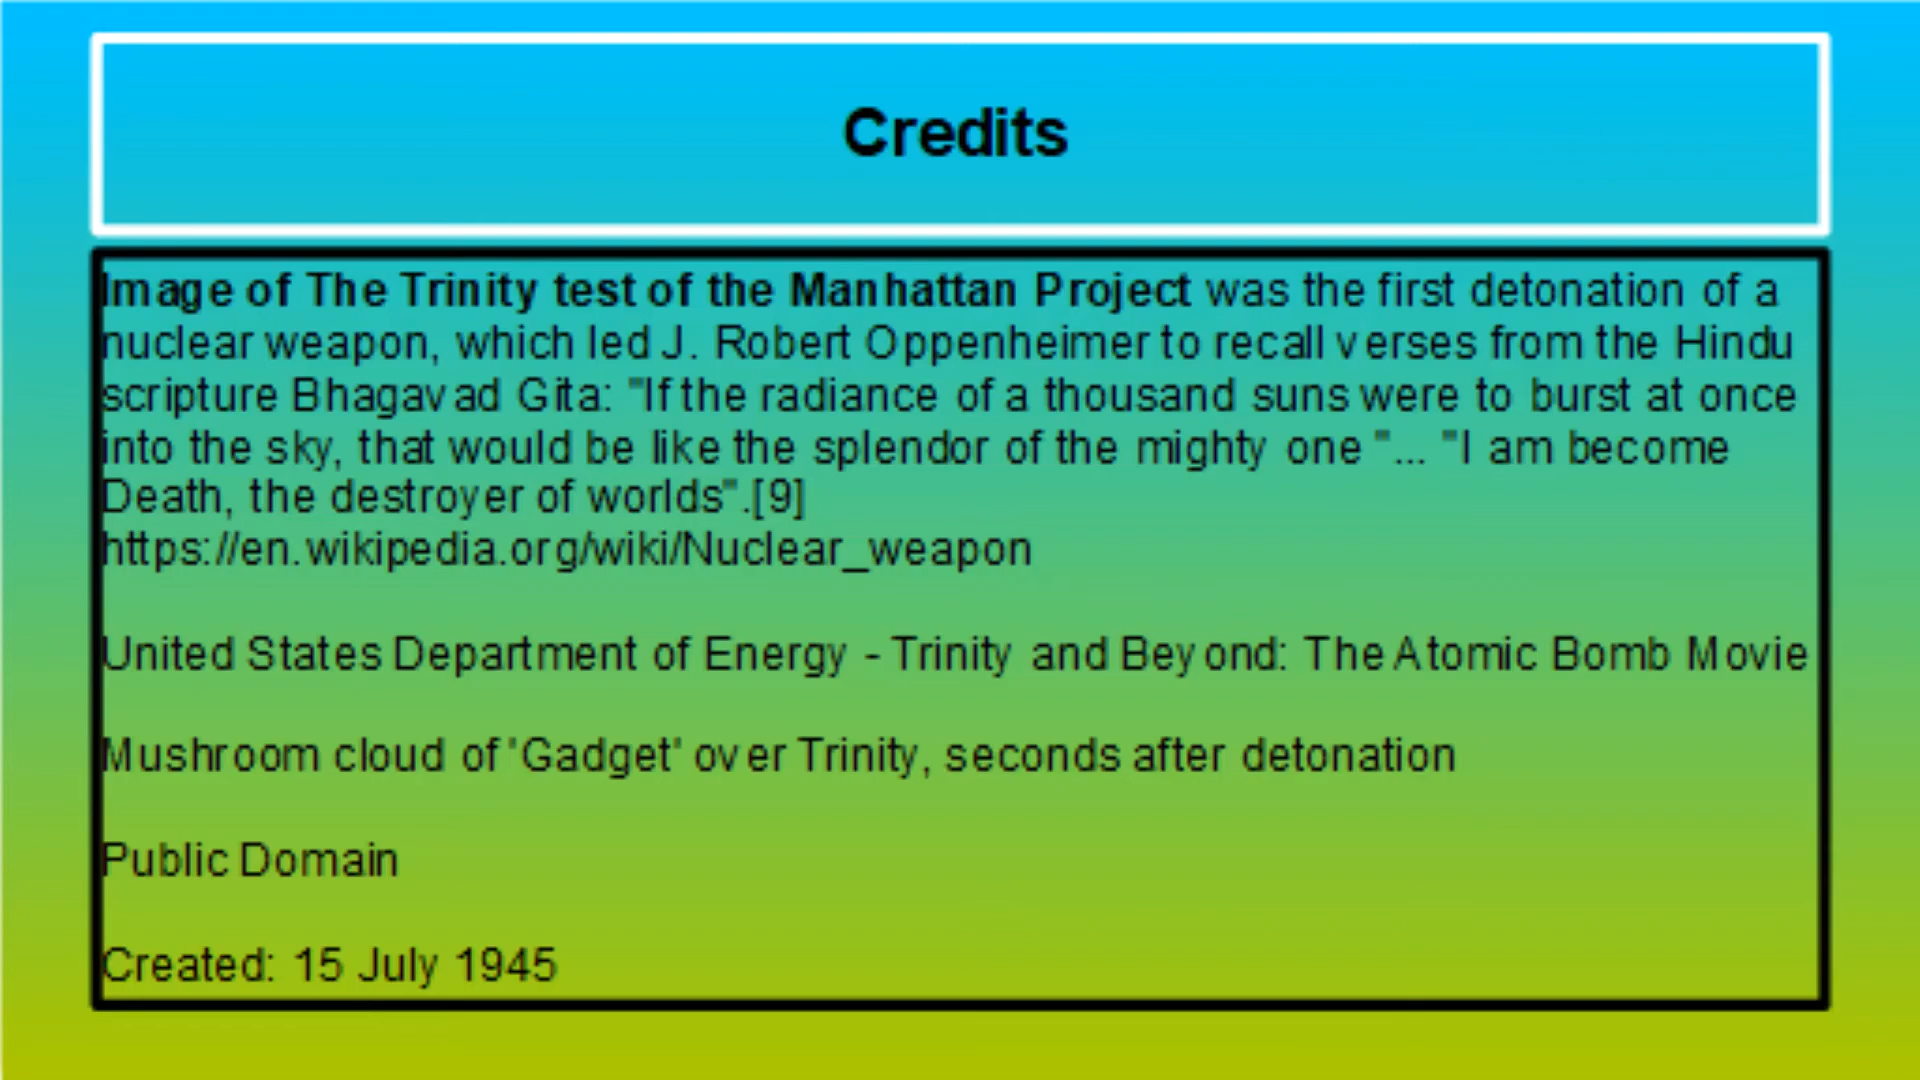 Credits
Image of The Trinity test of the Manhattan Project was the first detonation of a
nuclear weapon, which led J. Robert Oppenheimer to recall verses from the Hindu
scripture Bhagavad Gita: "If the radiance of a thousand suns were to burst at once
into the sky, that would be like the splendor of the mighty one "... "I am become
Death, the destroyer of worlds".[9]
https://en.wikipedia.org/wiki/Nuclear_weapon
United States Department of Energy - Trinity and Beyond: The Atomic Bomb Movie
Mushroom cloud of 'Gadget' over Trinity, seconds after detonation
Public Domain
Created: 15 July 1945